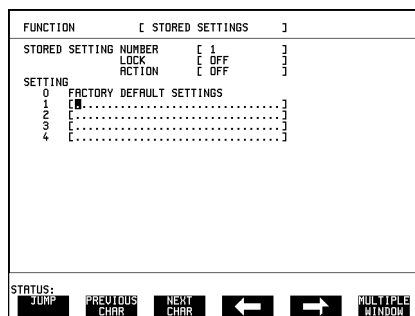 FUNCTION [ STORED SETTINGS ]
STORED SETTING NUMBER [ 1 ]
LOCK [ OFF ]
ACTION [ OFF ]
SETTING
0 FACTORY DEFAULT SETTINGS
1 [..............................]
2 [..............................]
3 [..............................]
4 [..............................]
STATUS:
JUMP PREVIOUS CHAR NEXT CHAR ← → MULTIPLE WINDOW